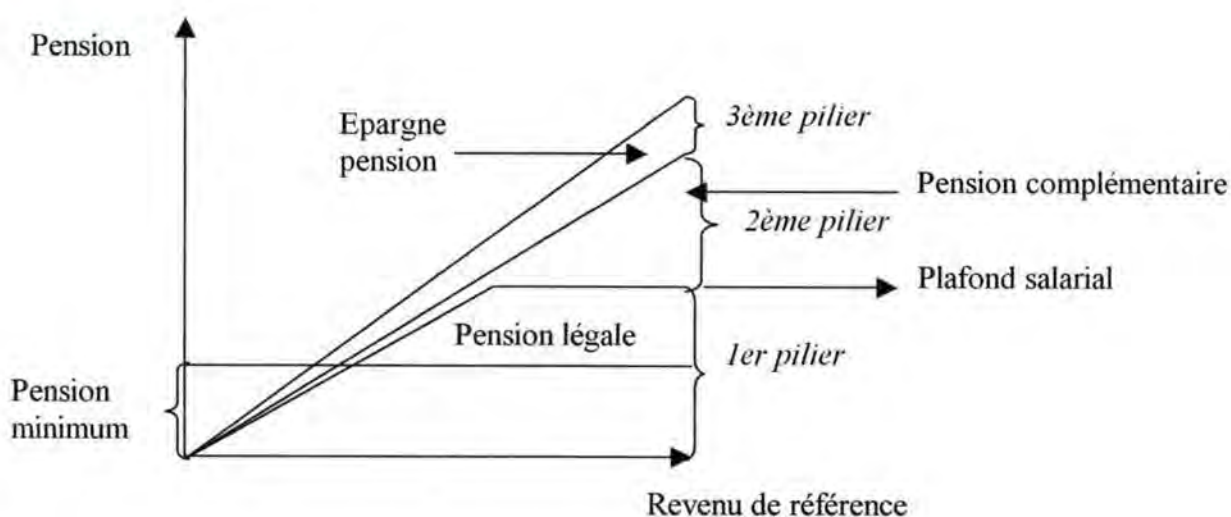 Pension
3ème pilier
Epargne
pension
Pension complémentaire
2ème pilier
Plafond salarial
Pension légale
1er pilier
Pension
minimum
Revenu de référence